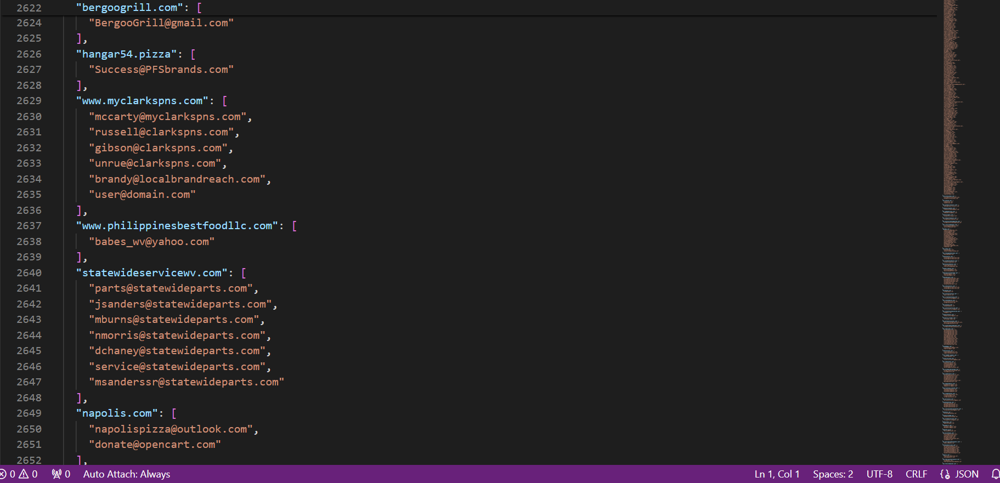 2622 "bergoogrill.com": [
2624 "BergooGrill@gmail.com"
2625 ],
2626 "hangar54.pizza": [
2627 "Success@PFSbrands.com"
2628 ],
2629 "www.myclarkspns.com": [
2630 "mccarty@myclarkspns.com",
2631 "russell@clarkspns.com",
2632 "gibson@clarkspns.com",
2633 "unrue@clarkspns.com",
2634 "brandy@localbrandreach.com",
2635 "user@domain.com"
2636 ],
2637 "www.philippinesbestfoodllc.com": [
2638 "babes_wv@yahoo.com"
2639 ],
2640 "statewideservicewv.com": [
2641 "parts@statewideparts.com",
2642 "jsanders@statewideparts.com",
2643 "mburns@statewideparts.com",
2644 "nmorris@statewideparts.com",
2645 "dchaney@statewideparts.com",
2646 "service@statewideparts.com",
2647 "msanderssr@statewideparts.com"
2648 ],
2649 "napolis.com": [
2650 "napolispizza@outlook.com",
2651 "donate@opencart.com"
2652 ],
0 0 0 Auto Attach: Always Ln 1, Col 1 Spaces: 2 UTF-8 CRLF JSON